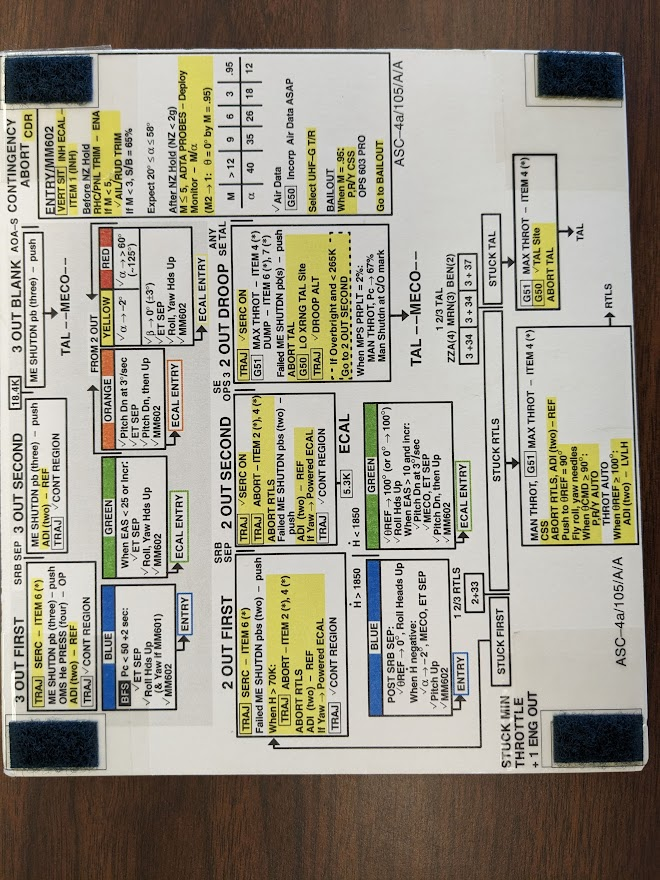 3 OUT FIRST
TRAJ SERC – ITEM 6 (*)
ME SHUTDN pb (three) – push
OMS He PRESS (four) – OP
ADI (two) – REF
TRAJ √CONT REGION
SRB SEP
3 OUT SECOND
ME SHUTDN pb (three) – push
ADI (two) – REF
TRAJ √CONT REGION
18.4K
3 OUT BLANK
AOA–S
ME SHUTDN pb (three) – push
TAL ---MECO---
BLUE
BFS Pc < 50 +2 sec:
√ET SEP
√Roll Hds Up
(& Yaw if MM601)
√MM602
ENTRY
GREEN
When EAS < 25 or Incr:
√ET SEP
√Roll, Yaw Hds Up
√MM602
ECAL ENTRY
FROM 2 OUT
ORANGE
√Pitch Dn at 3°/sec
√ET SEP
√Pitch Dn, then Up
√MM602
ECAL ENTRY
YELLOW
RED
√α → –2°
√α → > 60°
(–125°)
√β → 0° (±3°)
√ET SEP
√Roll, Yaw Hds Up
√MM602
ECAL ENTRY
2 OUT FIRST
TRAJ SERC – ITEM 6 (*)
Failed ME SHUTDN pbs (two) – push
When H > 70K:
TRAJ ABORT – ITEM 2(*), 4 (*)
ABORT RTLS
ADI (two) – REF
If Yaw → Powered ECAL
TRAJ √CONT REGION
SRB
SEP
2 OUT SECOND
TRAJ √SERC ON
TRAJ ABORT – ITEM 2(*), 4 (*)
ABORT RTLS
Failed ME SHUTDN pbs (two) –
push
ADI (two) – REF
If Yaw → Powered ECAL
TRAJ √CONT REGION
SE
OPS 3
2 OUT DROOP
ANY
SE TAL
TRAJ √SERC ON
G51 MAX THROT – ITEM 4 (*)
DUMP – ITEM 6 (*), 7 (*)
Failed ME SHUTDN pb(s) – push
ABORT TAL
G50 LO XRNG TAL Site
TRAJ √DROOP ALT
If Overbright and < 265K
Go to 2 OUT SECOND
When MPS PRPLT = 2%:
MAN THROT, Pc → 67%
Man Shutdn at c/o mark
TAL ---MECO---
Ḣ > 1850
Ḣ < 1850
5.3K
ECAL
BLUE
POST SRB SEP:
√θREF → 0°, Roll Heads Up
When Ḣ negative:
√α → –2°, MECO, ET SEP
√Pitch Up
√MM602
ENTRY
GREEN
√θREF → 100° (or 0° → 100°)
√Roll Hds Up
When EAS > 10 and Incr:
√Pitch Dn at 3°/sec
√MECO, ET SEP
√Pitch Up
√MM602
ECAL ENTRY
1 2/3 RTLS
2+33
1 2/3 TAL
ZZA(4) MRN(3) BEN(2)
3+34 3+34 3+37
STUCK MIN
THROTTLE
+ 1 ENG OUT
STUCK FIRST
STUCK RTLS
MAN THROT, G51 MAX THROT – ITEM 4(*)
CSS
ABORT RTLS, ADI (two) – REF
Push to θREF = 90°
Fly roll, yaw needles
When θCMD ≥ 90°:
P,R/Y AUTO
THROT AUTO
When θREF ≥ 100°:
ADI (two) – LVLH
RTLS
STUCK TAL
G51 MAX THROT – ITEM 4(*)
G50 √TAL Site
ABORT TAL
TAL
ASC–4a/105/A/A
CONTINGENCY
ABORT CDR
ENTRY/MM602
VERT SIT INH ECAL –
ITEM 1 (INH)
Before NZ Hold
RHC/PNL TRIM – ENA
If M < 5,
√AIL/RUD TRIM
If M < 3, S/B = 65%
Expect 20° ≤ α ≤ 58°
After NZ Hold (NZ < 2g)
M ≤ 5, ADTA PROBES – Deploy
Monitor – M/α
(M2 → 1: θ = 0° by M = .95)
M >12 9 6 3 .95
α 40 35 26 18 12
√Air Data
G50 Incorp Air Data ASAP
Select UHF–G T/R
BAILOUT
When M = .95:
P,R/Y CSS
OPS 603 PRO
Go to BAILOUT
ASC–4a/105/A/A